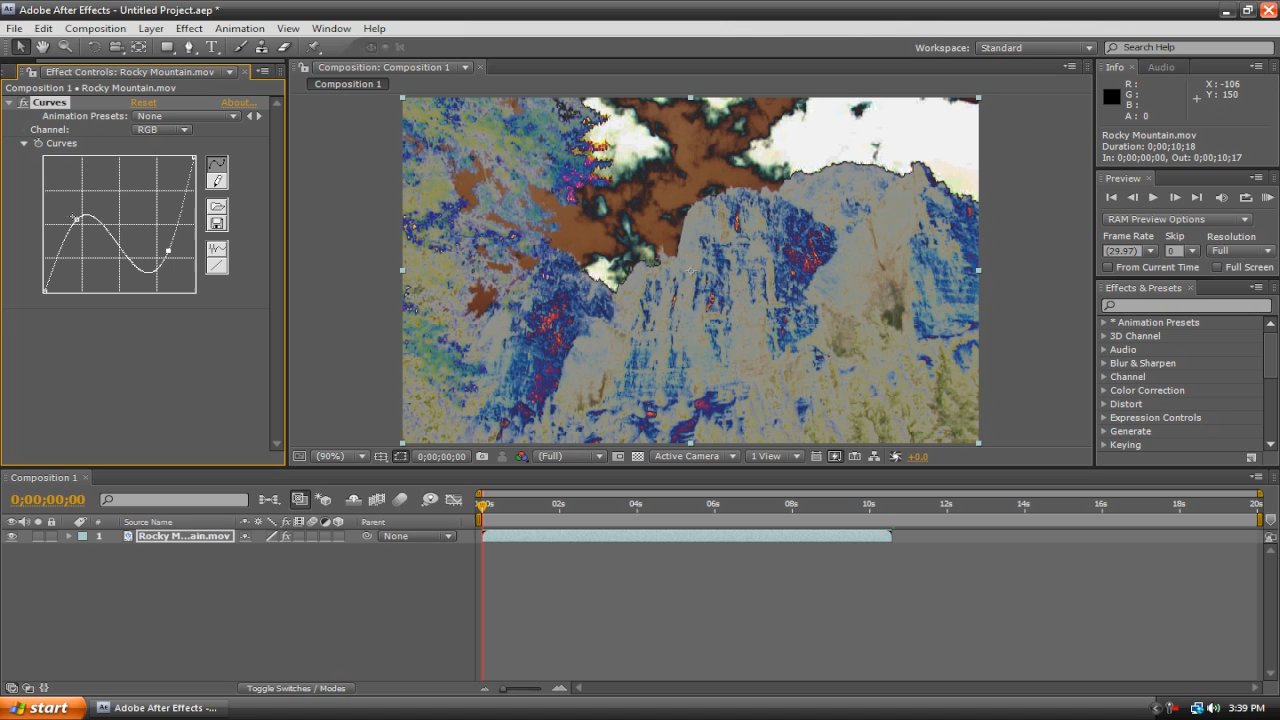 Adobe After Effects - Untitled Project.aep *
File Edit Composition Layer Effect Animation View Window Help
Workspace: Standard Search Help
Effect Controls: Rocky Mountain.mov
Composition 1 • Rocky Mountain.mov
fx Curves Reset About...
Animation Presets: None
Channel: RGB
Curves
Composition: Composition 1
Composition 1
(90%) 0;00;00;00 (Full) Active Camera 1 View +0.0
Info Audio
R: X: -106
G: Y: 150
B:
A: 0
Rocky Mountain.mov
Duration: 0;00;10;18
In: 0;00;00;00, Out: 0;00;10;17
Preview
RAM Preview Options
Frame Rate Skip Resolution
(29.97) 0 Full
From Current Time Full Screen
Effects & Presets
* Animation Presets
3D Channel
Audio
Blur & Sharpen
Channel
Color Correction
Distort
Expression Controls
Generate
Keying
Composition 1
0;00;00;00
02s 04s 06s 08s 10s 12s 14s 16s 18s 20s
# Source Name fx Parent
1 Rocky M...ain.mov fx None
Toggle Switches / Modes
start Adobe After Effects -... 3:39 PM